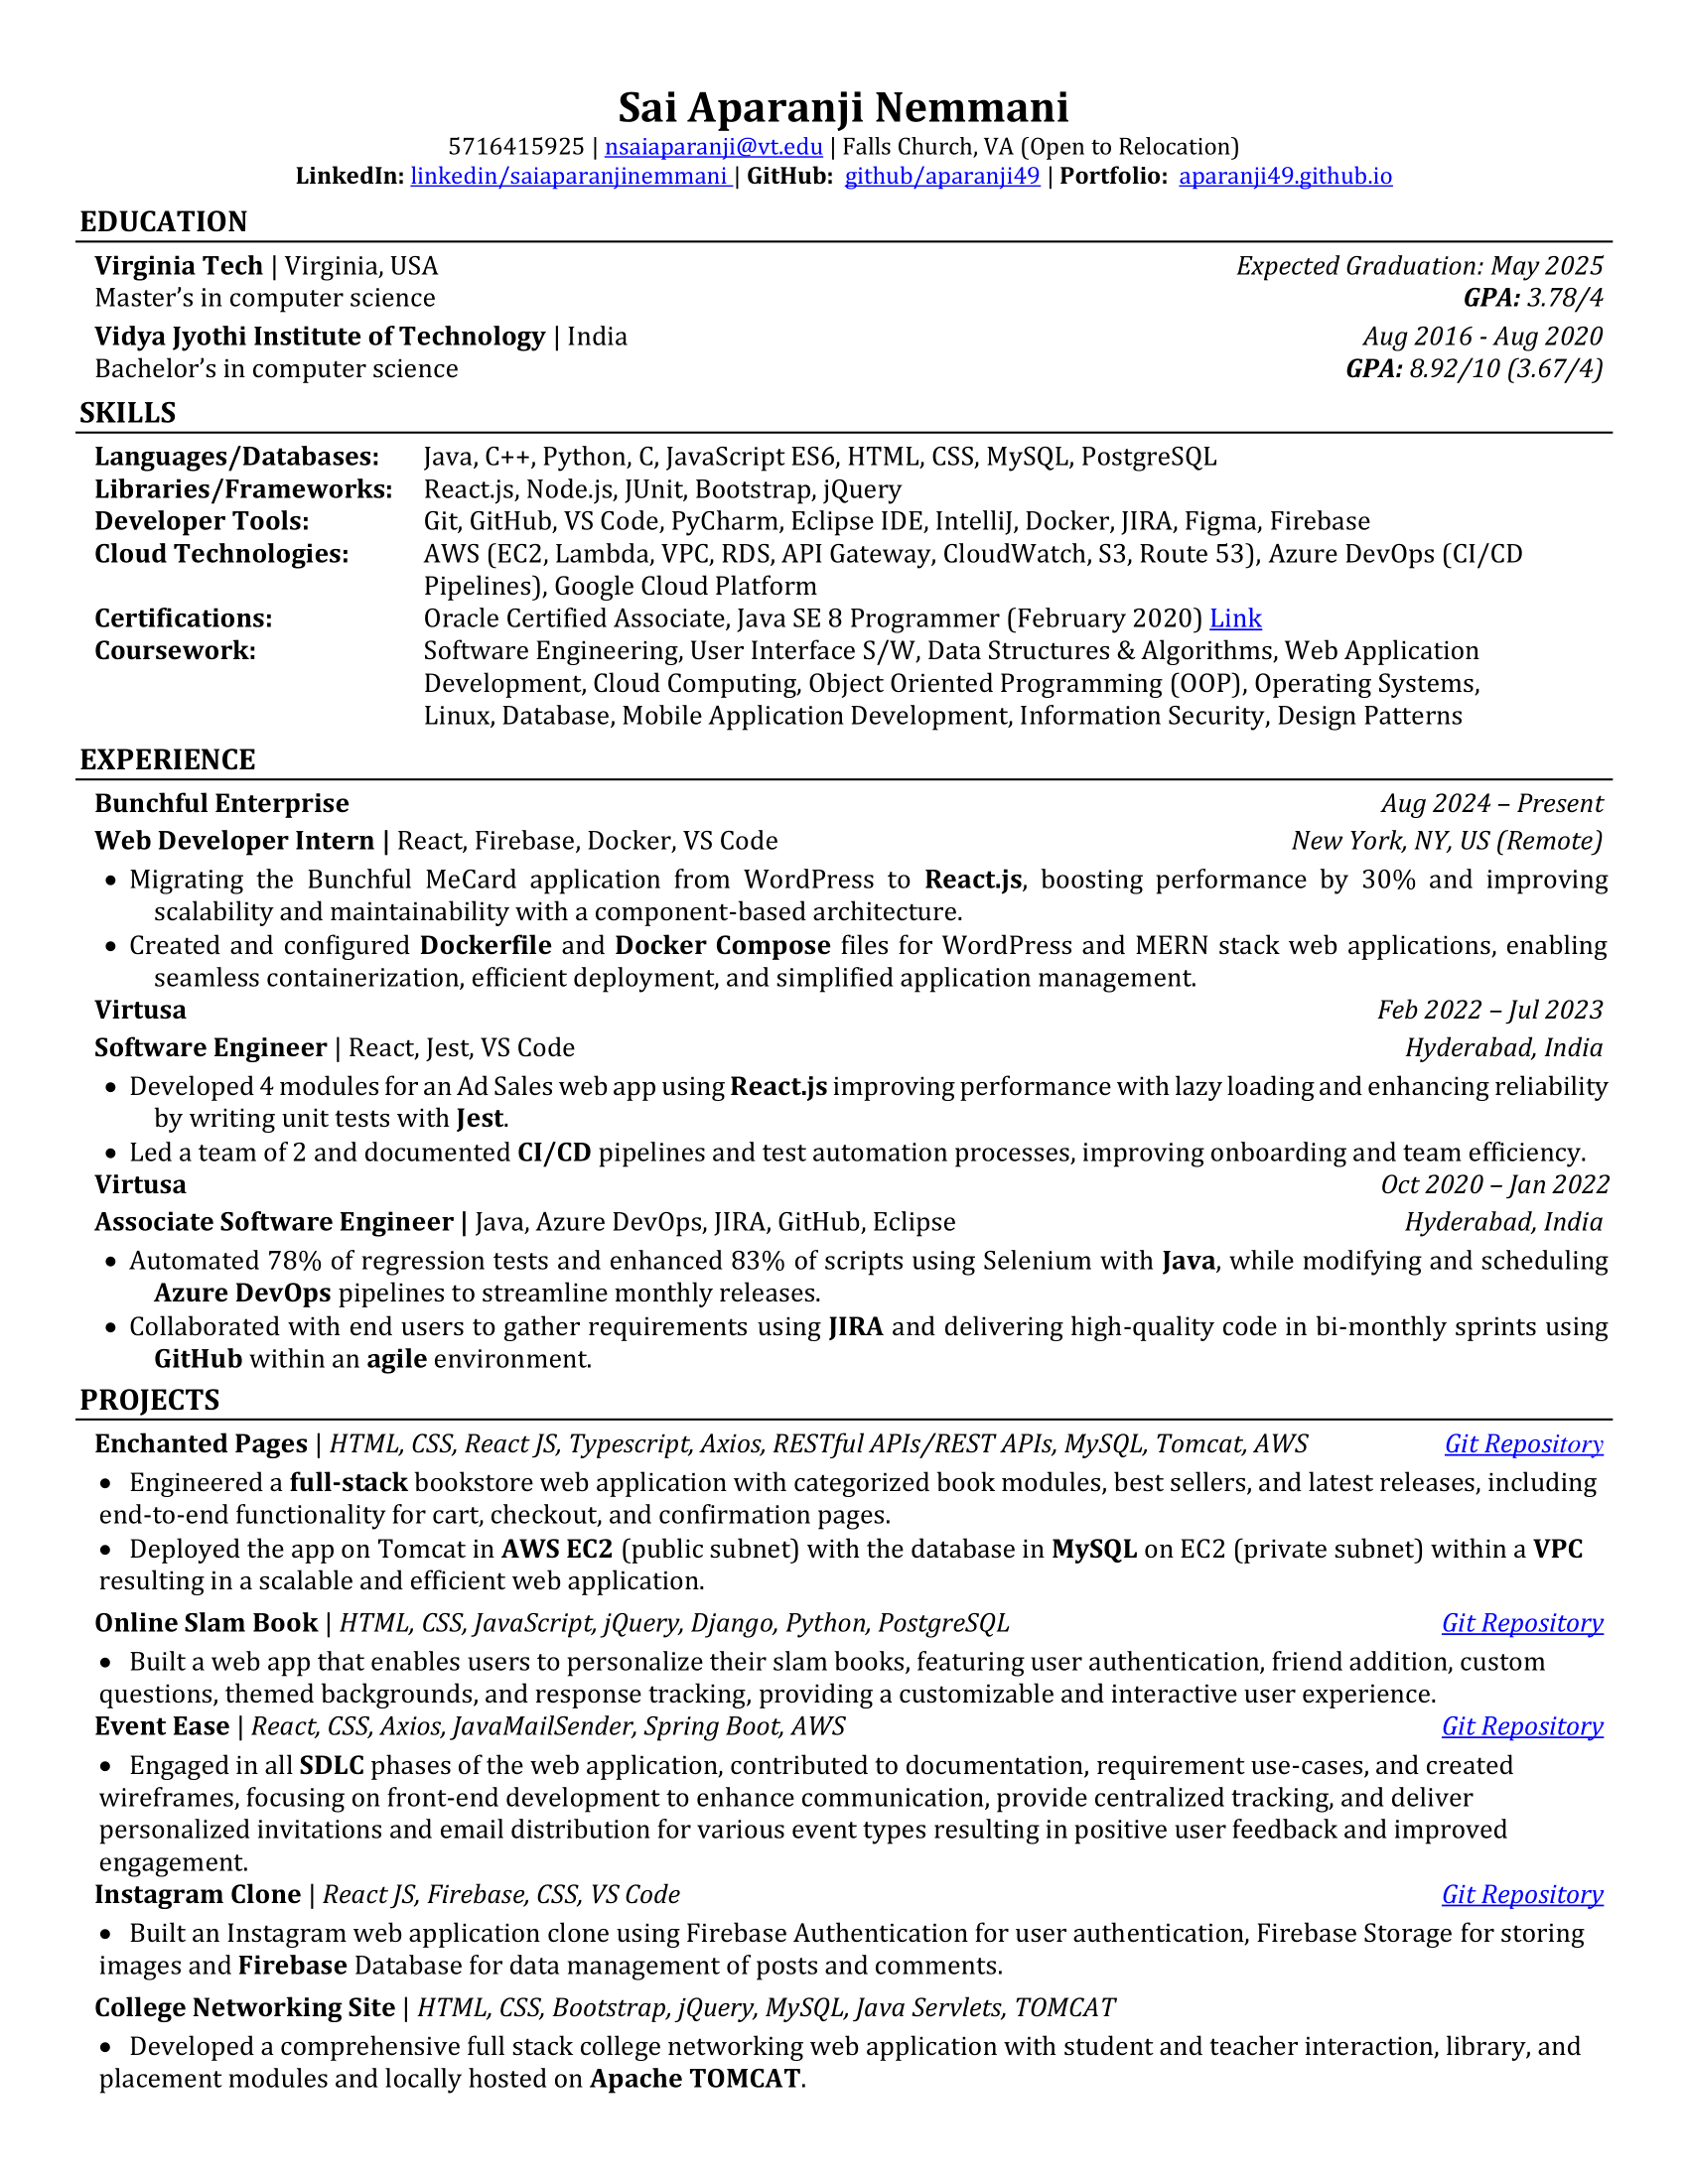 Sai Aparanji Nemmani
5716415925 | nsaiaparanji@vt.edu | Falls Church, VA (Open to Relocation)
LinkedIn: linkedin/saiaparanjinemmani | GitHub: github/aparanji49 | Portfolio: aparanji49.github.io
EDUCATION
Virginia Tech | Virginia, USA Expected Graduation: May 2025
Master’s in computer science GPA: 3.78/4
Vidya Jyothi Institute of Technology | India Aug 2016 - Aug 2020
Bachelor’s in computer science GPA: 8.92/10 (3.67/4)
SKILLS
Languages/Databases: Java, C++, Python, C, JavaScript ES6, HTML, CSS, MySQL, PostgreSQL
Libraries/Frameworks: React.js, Node.js, JUnit, Bootstrap, jQuery
Developer Tools: Git, GitHub, VS Code, PyCharm, Eclipse IDE, IntelliJ, Docker, JIRA, Figma, Firebase
Cloud Technologies: AWS (EC2, Lambda, VPC, RDS, API Gateway, CloudWatch, S3, Route 53), Azure DevOps (CI/CD
Pipelines), Google Cloud Platform
Certifications: Oracle Certified Associate, Java SE 8 Programmer (February 2020) Link
Coursework: Software Engineering, User Interface S/W, Data Structures & Algorithms, Web Application
Development, Cloud Computing, Object Oriented Programming (OOP), Operating Systems,
Linux, Database, Mobile Application Development, Information Security, Design Patterns
EXPERIENCE
Bunchful Enterprise Aug 2024 – Present
Web Developer Intern | React, Firebase, Docker, VS Code New York, NY, US (Remote)
• Migrating the Bunchful MeCard application from WordPress to React.js, boosting performance by 30% and improving
scalability and maintainability with a component-based architecture.
• Created and configured Dockerfile and Docker Compose files for WordPress and MERN stack web applications, enabling
seamless containerization, efficient deployment, and simplified application management.
Virtusa Feb 2022 – Jul 2023
Software Engineer | React, Jest, VS Code Hyderabad, India
• Developed 4 modules for an Ad Sales web app using React.js improving performance with lazy loading and enhancing reliability
by writing unit tests with Jest.
• Led a team of 2 and documented CI/CD pipelines and test automation processes, improving onboarding and team efficiency.
Virtusa Oct 2020 – Jan 2022
Associate Software Engineer | Java, Azure DevOps, JIRA, GitHub, Eclipse Hyderabad, India
• Automated 78% of regression tests and enhanced 83% of scripts using Selenium with Java, while modifying and scheduling
Azure DevOps pipelines to streamline monthly releases.
• Collaborated with end users to gather requirements using JIRA and delivering high-quality code in bi-monthly sprints using
GitHub within an agile environment.
PROJECTS
Enchanted Pages | HTML, CSS, React JS, Typescript, Axios, RESTful APIs/REST APIs, MySQL, Tomcat, AWS Git Repository
• Engineered a full-stack bookstore web application with categorized book modules, best sellers, and latest releases, including
end-to-end functionality for cart, checkout, and confirmation pages.
• Deployed the app on Tomcat in AWS EC2 (public subnet) with the database in MySQL on EC2 (private subnet) within a VPC
resulting in a scalable and efficient web application.
Online Slam Book | HTML, CSS, JavaScript, jQuery, Django, Python, PostgreSQL Git Repository
• Built a web app that enables users to personalize their slam books, featuring user authentication, friend addition, custom
questions, themed backgrounds, and response tracking, providing a customizable and interactive user experience.
Event Ease | React, CSS, Axios, JavaMailSender, Spring Boot, AWS Git Repository
• Engaged in all SDLC phases of the web application, contributed to documentation, requirement use-cases, and created
wireframes, focusing on front-end development to enhance communication, provide centralized tracking, and deliver
personalized invitations and email distribution for various event types resulting in positive user feedback and improved
engagement.
Instagram Clone | React JS, Firebase, CSS, VS Code Git Repository
• Built an Instagram web application clone using Firebase Authentication for user authentication, Firebase Storage for storing
images and Firebase Database for data management of posts and comments.
College Networking Site | HTML, CSS, Bootstrap, jQuery, MySQL, Java Servlets, TOMCAT
• Developed a comprehensive full stack college networking web application with student and teacher interaction, library, and
placement modules and locally hosted on Apache TOMCAT.